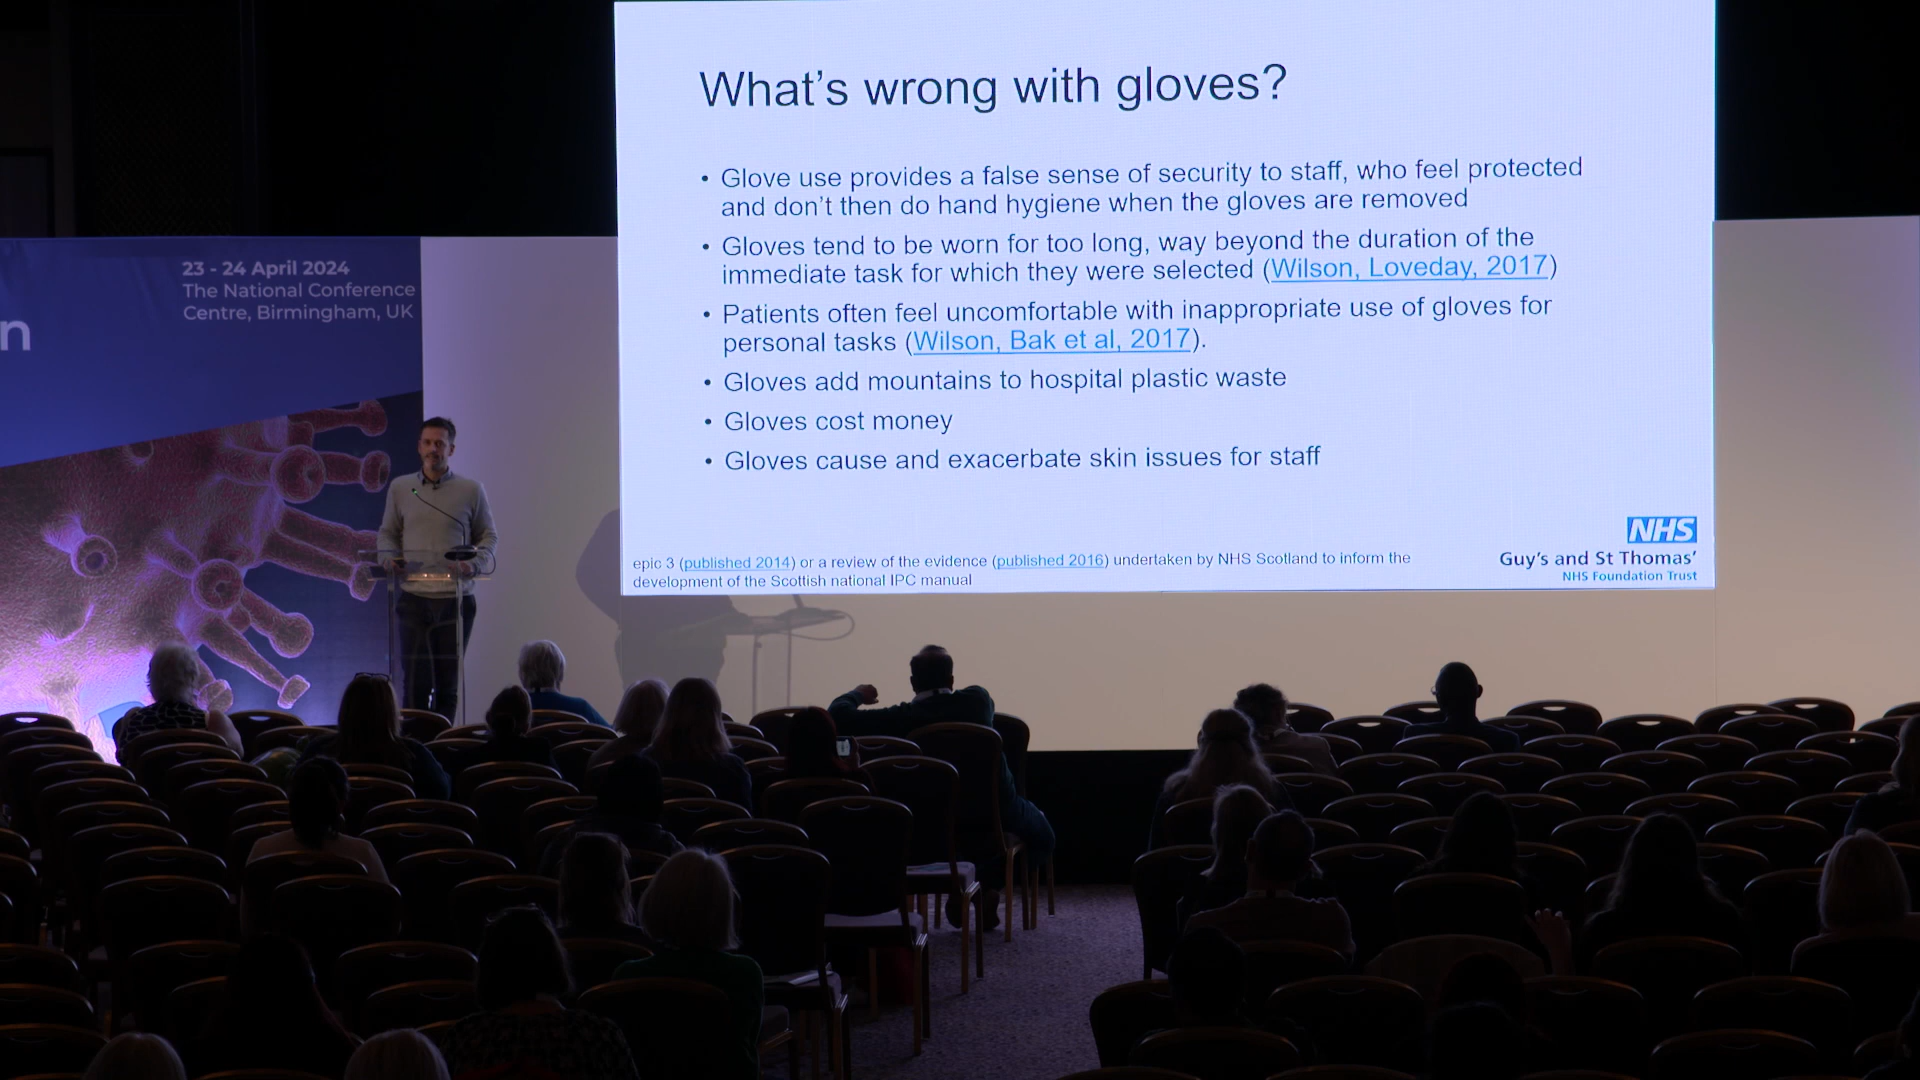 What's wrong with gloves?
• Glove use provides a false sense of security to staff, who feel protected
and don't then do hand hygiene when the gloves are removed
• Gloves tend to be worn for too long, way beyond the duration of the
immediate task for which they were selected (Wilson, Loveday, 2017)
• Patients often feel uncomfortable with inappropriate use of gloves for
personal tasks (Wilson, Bak et al, 2017).
• Gloves add mountains to hospital plastic waste
• Gloves cost money
• Gloves cause and exacerbate skin issues for staff
epic 3 (published 2014) or a review of the evidence (published 2016) undertaken by NHS Scotland to inform the
development of the Scottish national IPC manual
NHS
Guy's and St Thomas'
NHS Foundation Trust
23 - 24 April 2024
The National Conference
Centre, Birmingham, UK
n